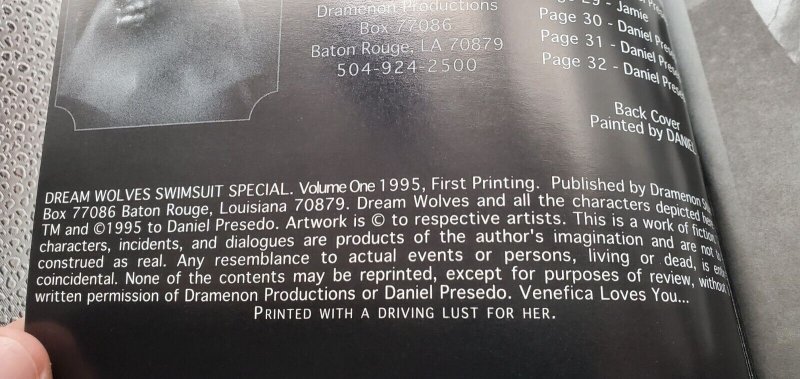 Dramenon Productions
Box 77086
Baton Rouge, LA 70879
504-924-2500
29 - Jamie
Page 30 - Daniel
Page 31 - Daniel
Page 32 - Daniel
Back Cover
Painted by
DREAM WOLVES SWIMSUIT SPECIAL. Volume One 1995, First Printing. Published by Dramenon
Box 77086 Baton Rouge, Louisiana 70879. Dream Wolves and all the characters depicted
TM and ©1995 to Daniel Presedo. Artwork is © to respective artists. This is a work of
characters, incidents, and dialogues are products of the author's imagination and are not
construed as real. Any resemblance to actual events or persons, living or dead, is
coincidental. None of the contents may be reprinted, except for purposes of review, without
written permission of Dramenon Productions or Daniel Presedo. Venefica Loves You...
PRINTED WITH A DRIVING LUST FOR HER.